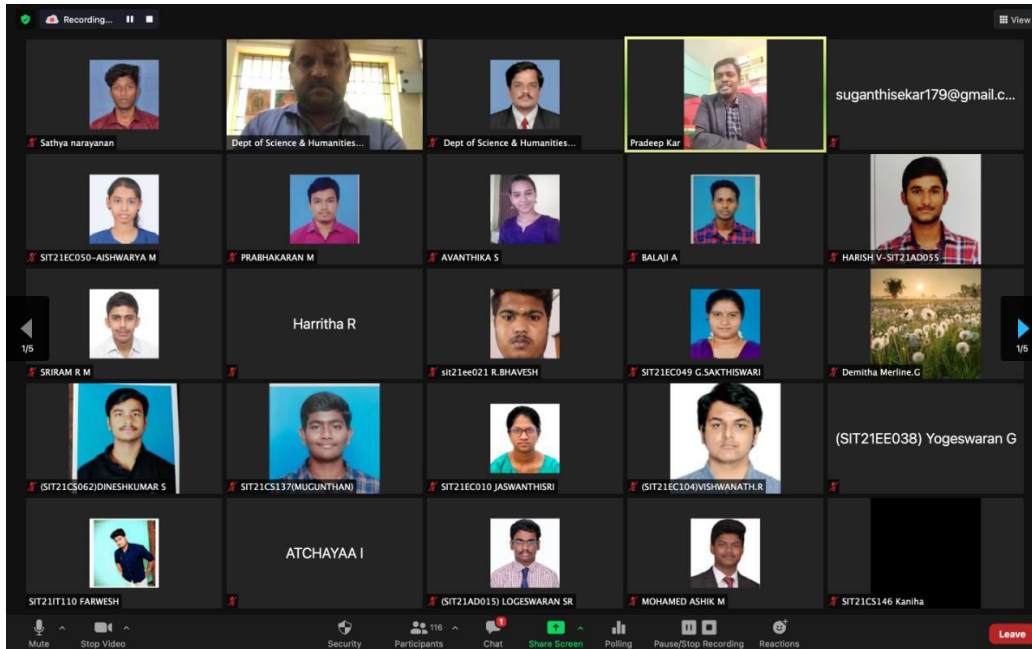 Recording...
View
Sathya narayanan
Dept of Science & Humanities...
Dept of Science & Humanities...
Pradeep Kar
suganthisekar179@gmail.c...
SIT21EC050-AISHWARYA M
PRABHAKARAN M
AVANTHIKA S
BALAJI A
HARISH V-SIT21AD055
1/5
SRIRAM R M
Harritha R
sit21ee021 R.BHAVESH
SIT21EC049 G.SAKTHISWARI
Demitha Merline.G
1/5
(SIT21CS062)DINESHKUMAR S
SIT21CS137(MUGUNTHAN)
SIT21EC010 JASWANTHISRI
(SIT21EC104)VISHWANATH.R
(SIT21EE038) Yogeswaran G
SIT21IT110 FARWESH
ATCHAYAA I
(SIT21AD015) LOGESWARAN SR
MOHAMED ASHIK M
SIT21CS146 Kaniha
Mute
Stop Video
Security
Participants
116
Chat
1
Share Screen
Polling
Pause/Stop Recording
Reactions
Leave